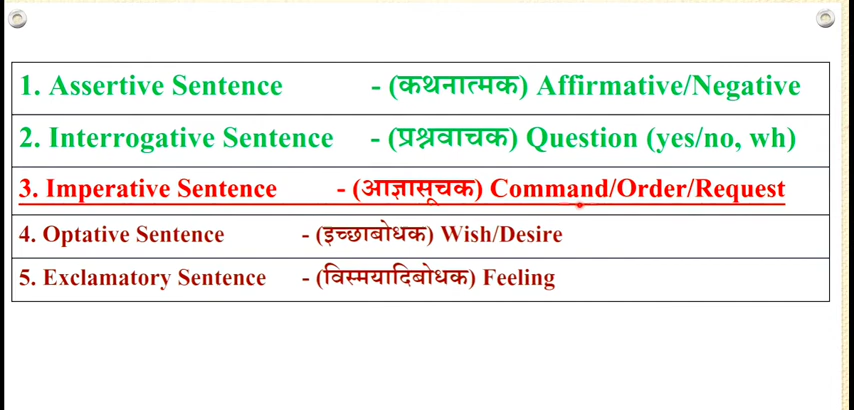 1. Assertive Sentence - (कथनात्मक) Affirmative/Negative
2. Interrogative Sentence - (प्रश्नवाचक) Question (yes/no, wh)
3. Imperative Sentence - (आज्ञासूचक) Command/Order/Request
4. Optative Sentence - (इच्छाबोधक) Wish/Desire
5. Exclamatory Sentence - (विस्मयादिबोधक) Feeling